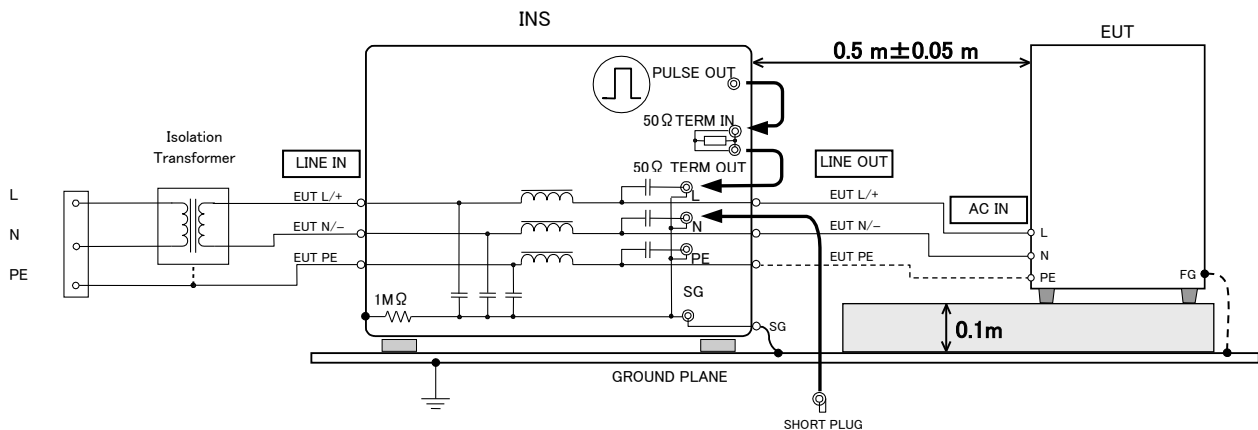 INS
EUT
0.5 m±0.05 m
PULSE OUT
50Ω TERM IN
50Ω TERM OUT
Isolation
Transformer
LINE IN
LINE OUT
AC IN
L
N
PE
EUT L/+
EUT N/−
EUT PE
L
N
PE
SG
1MΩ
EUT L/+
EUT N/−
EUT PE
SG
L
N
PE
FG
0.1m
GROUND PLANE
SHORT PLUG